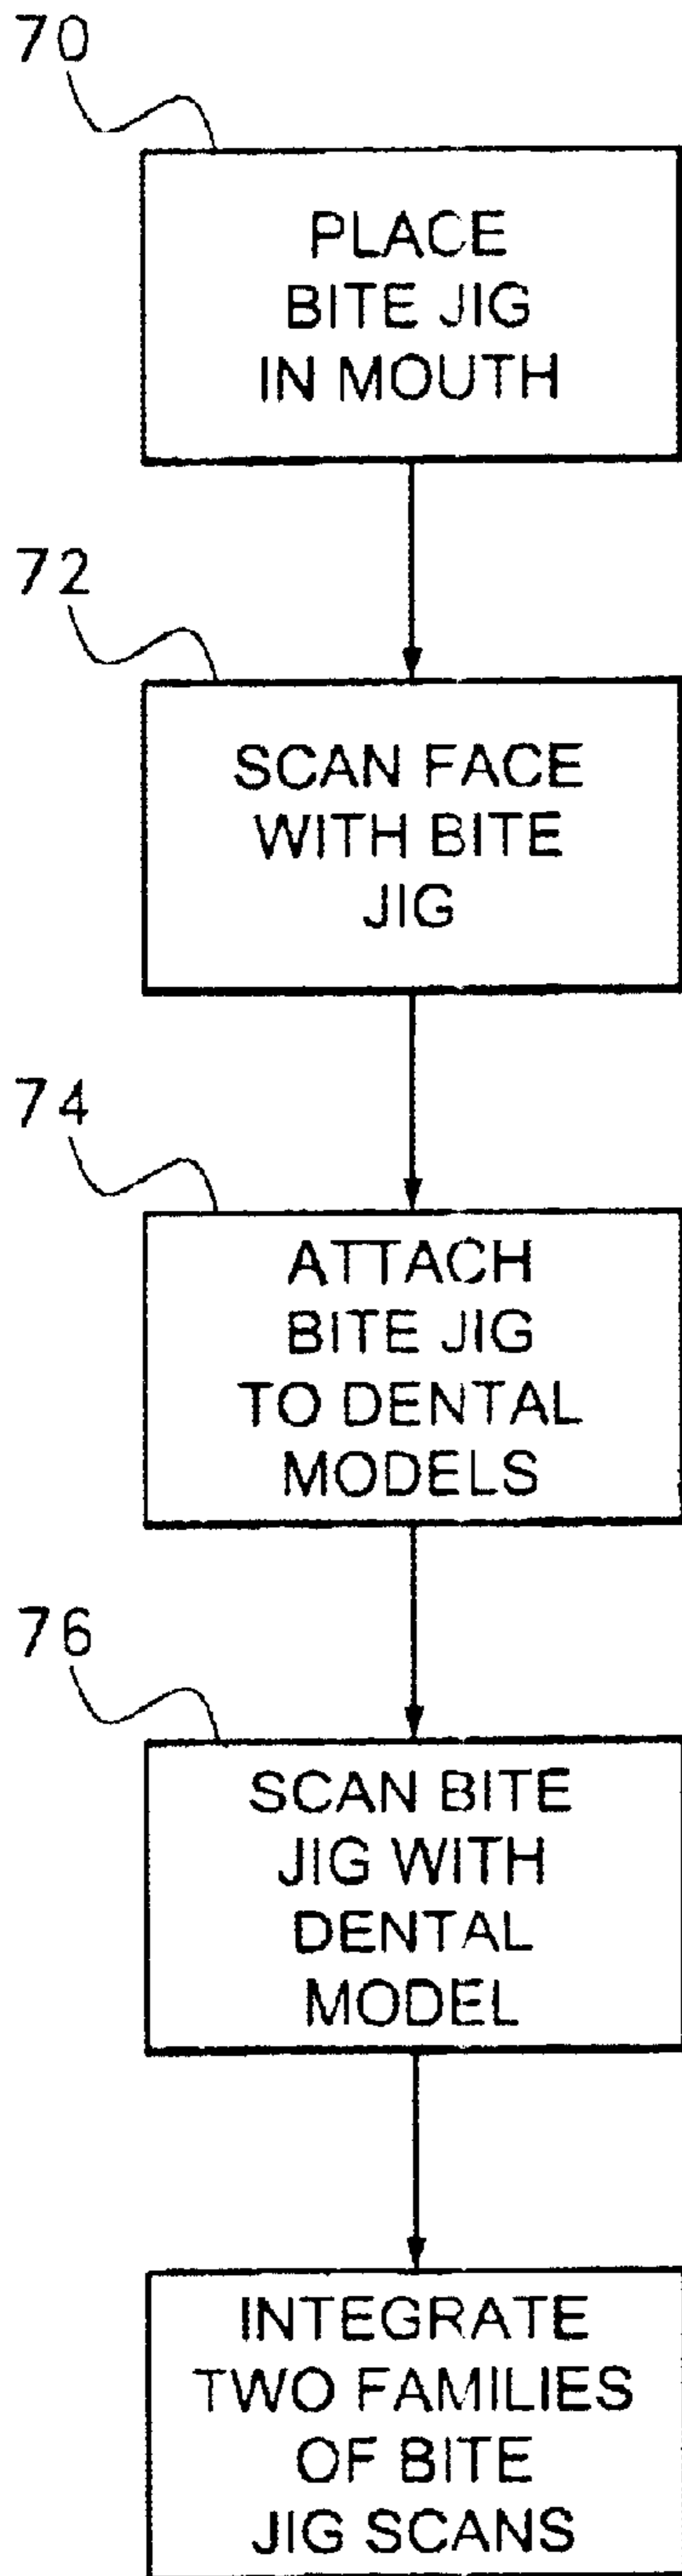 70
PLACE
BITE JIG
IN MOUTH
72
SCAN FACE
WITH BITE
JIG
74
ATTACH
BITE JIG
TO DENTAL
MODELS
76
SCAN BITE
JIG WITH
DENTAL
MODEL
INTEGRATE
TWO FAMILIES
OF BITE
JIG SCANS